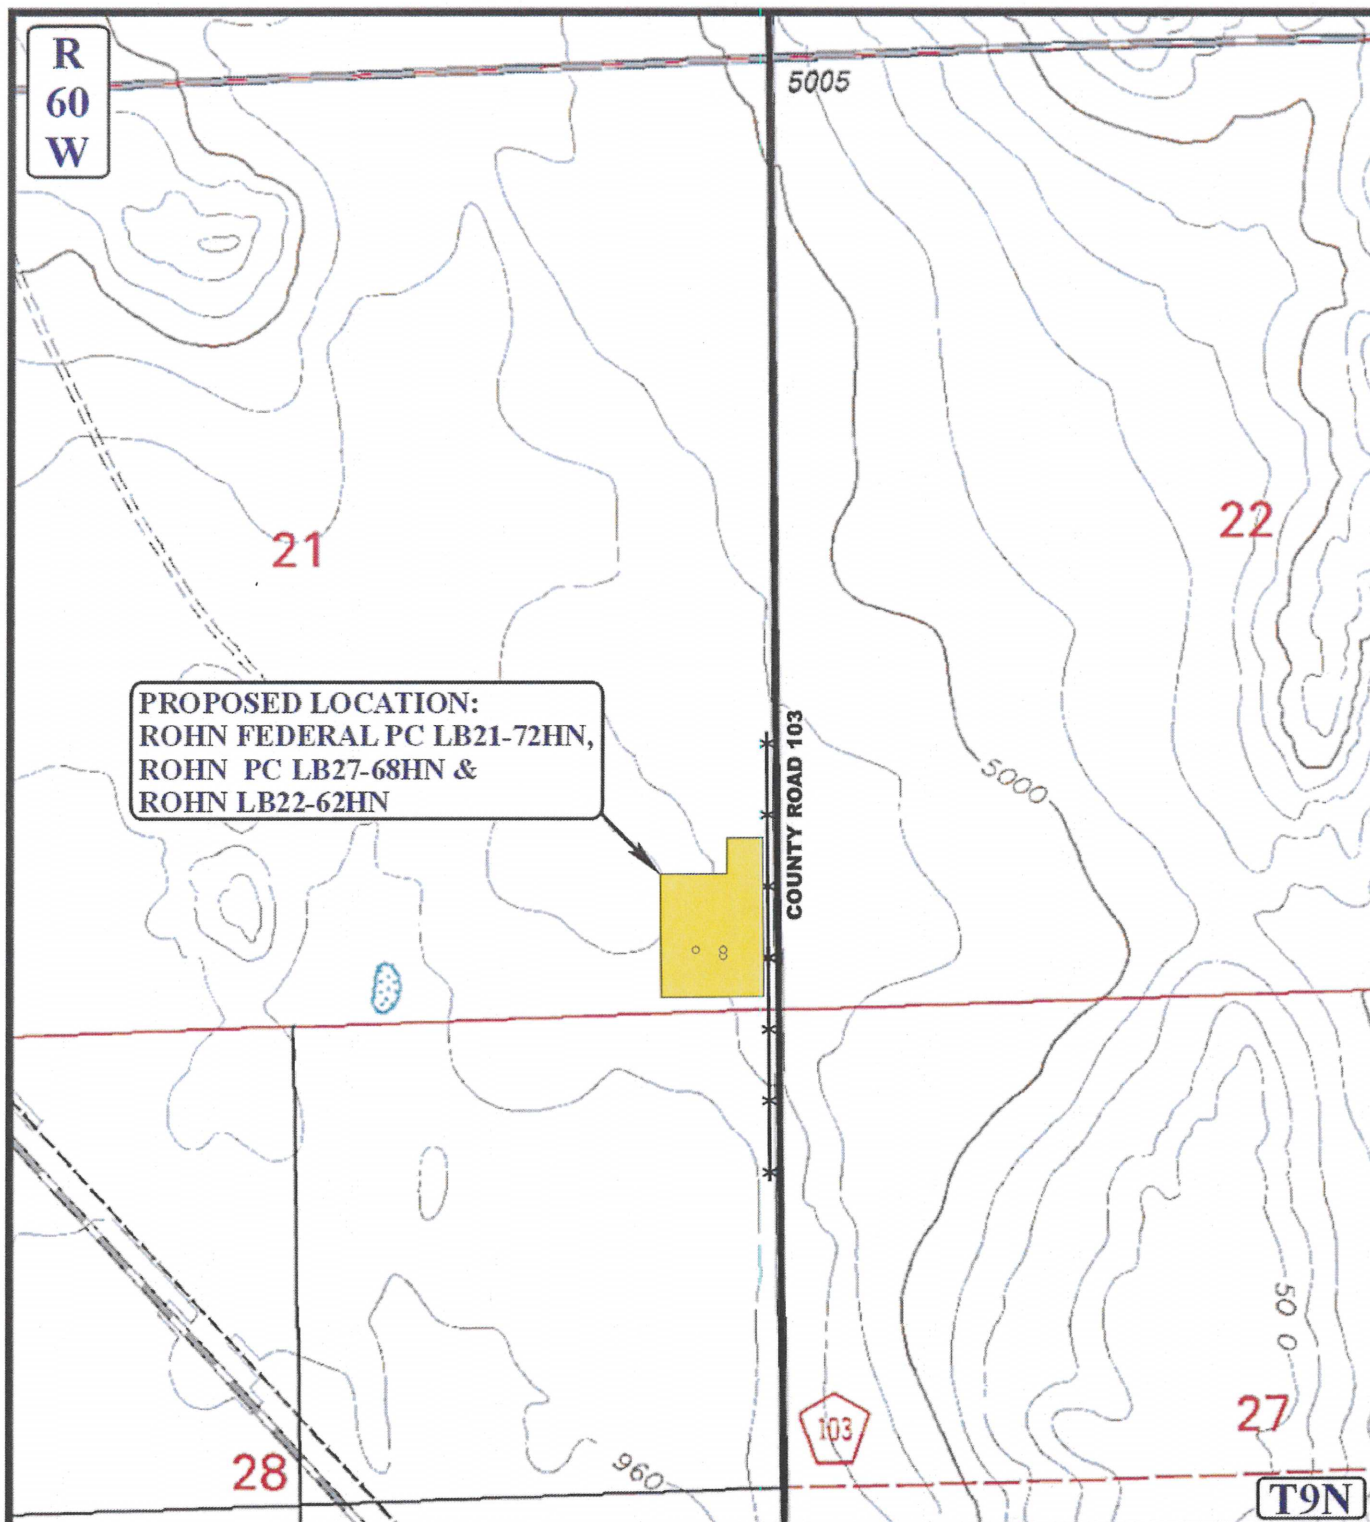 R
60
W
5005
21
22
PROPOSED LOCATION:
ROHN FEDERAL PC LB21-72HN,
ROHN PC LB27-68HN &
ROHN LB22-62HN
COUNTY ROAD 103
5000
50 0
103
27
28
960
T9N